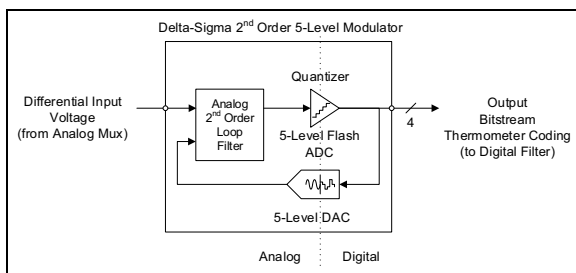 Delta-Sigma 2nd Order 5-Level Modulator
Differential Input
Voltage
(from Analog Mux)
Analog
2nd Order
Loop
Filter
Quantizer
5-Level Flash
ADC
4
Output
Bitstream
Thermometer Coding
(to Digital Filter)
5-Level DAC
Analog
Digital